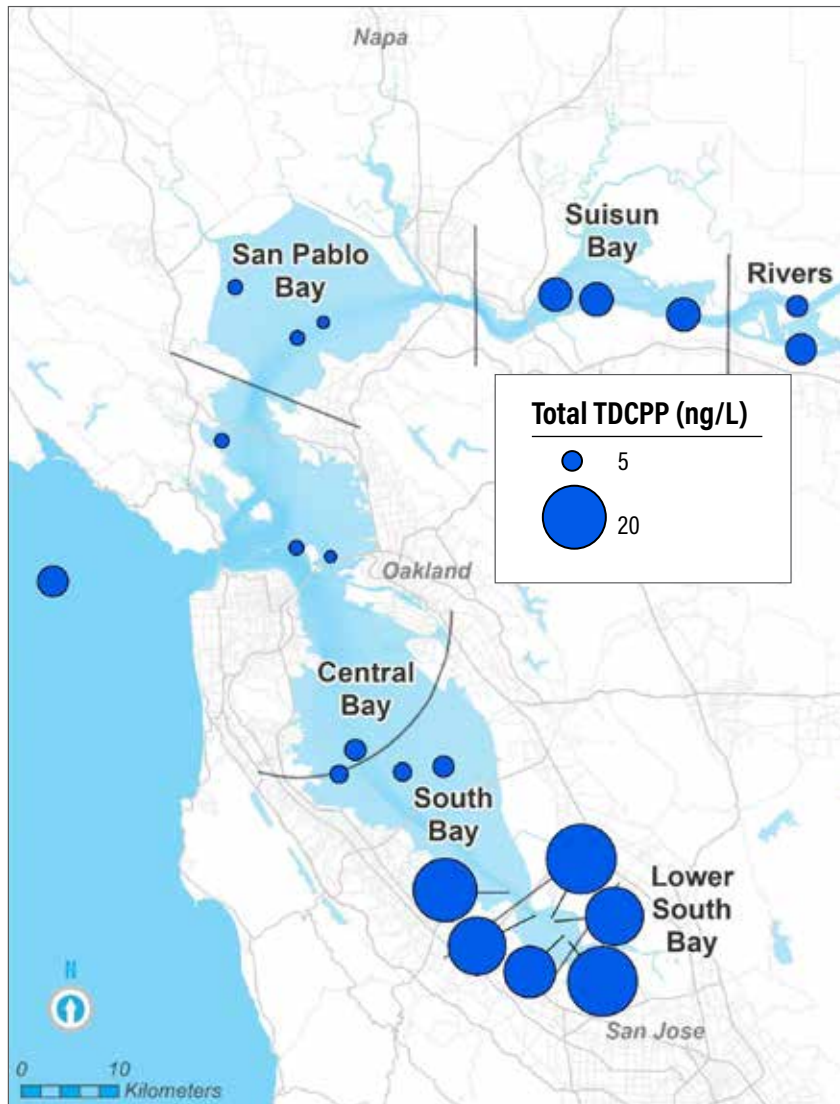 Napa
Suisun
Bay
San Pablo
Bay
Rivers
Total TDCPP (ng/L)
5
20
Oakland
Central
Bay
South
Bay
Lower
South
Bay
N
San Jose
0 10
Kilometers